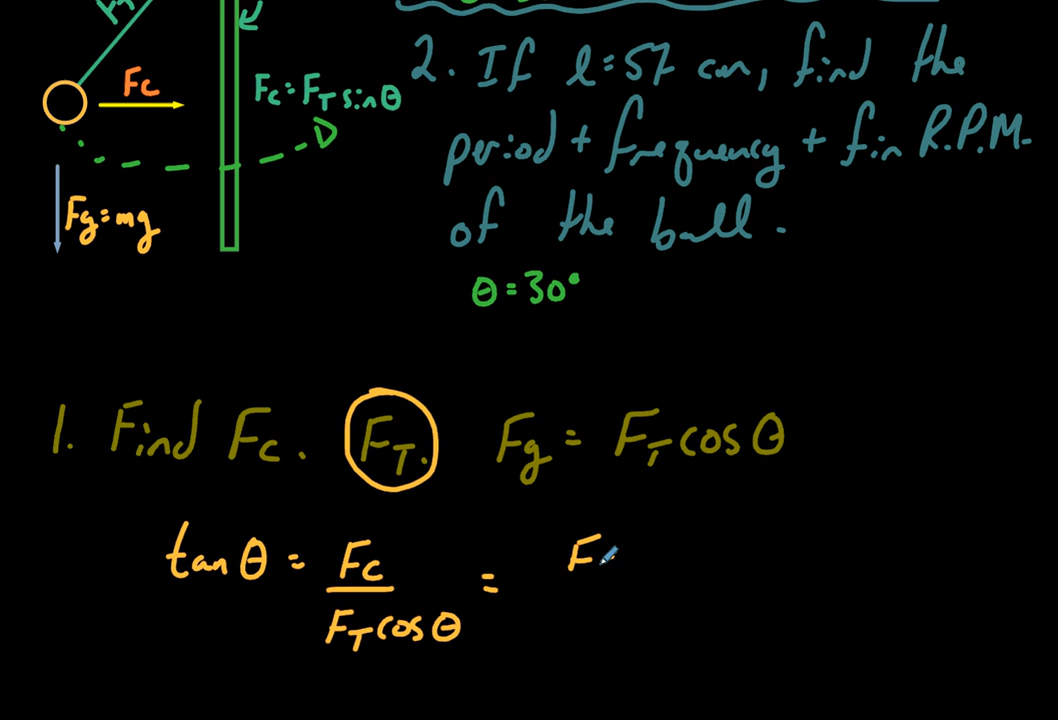 Fc
Fc = FT sin θ
Fg = mg
2. If l = 57 cm, find the
period + frequency + f in R.P.M.
of the ball.
θ = 30°
1. Find Fc. FT. Fg = FT cos θ
tan θ = Fc / FT cos θ = F